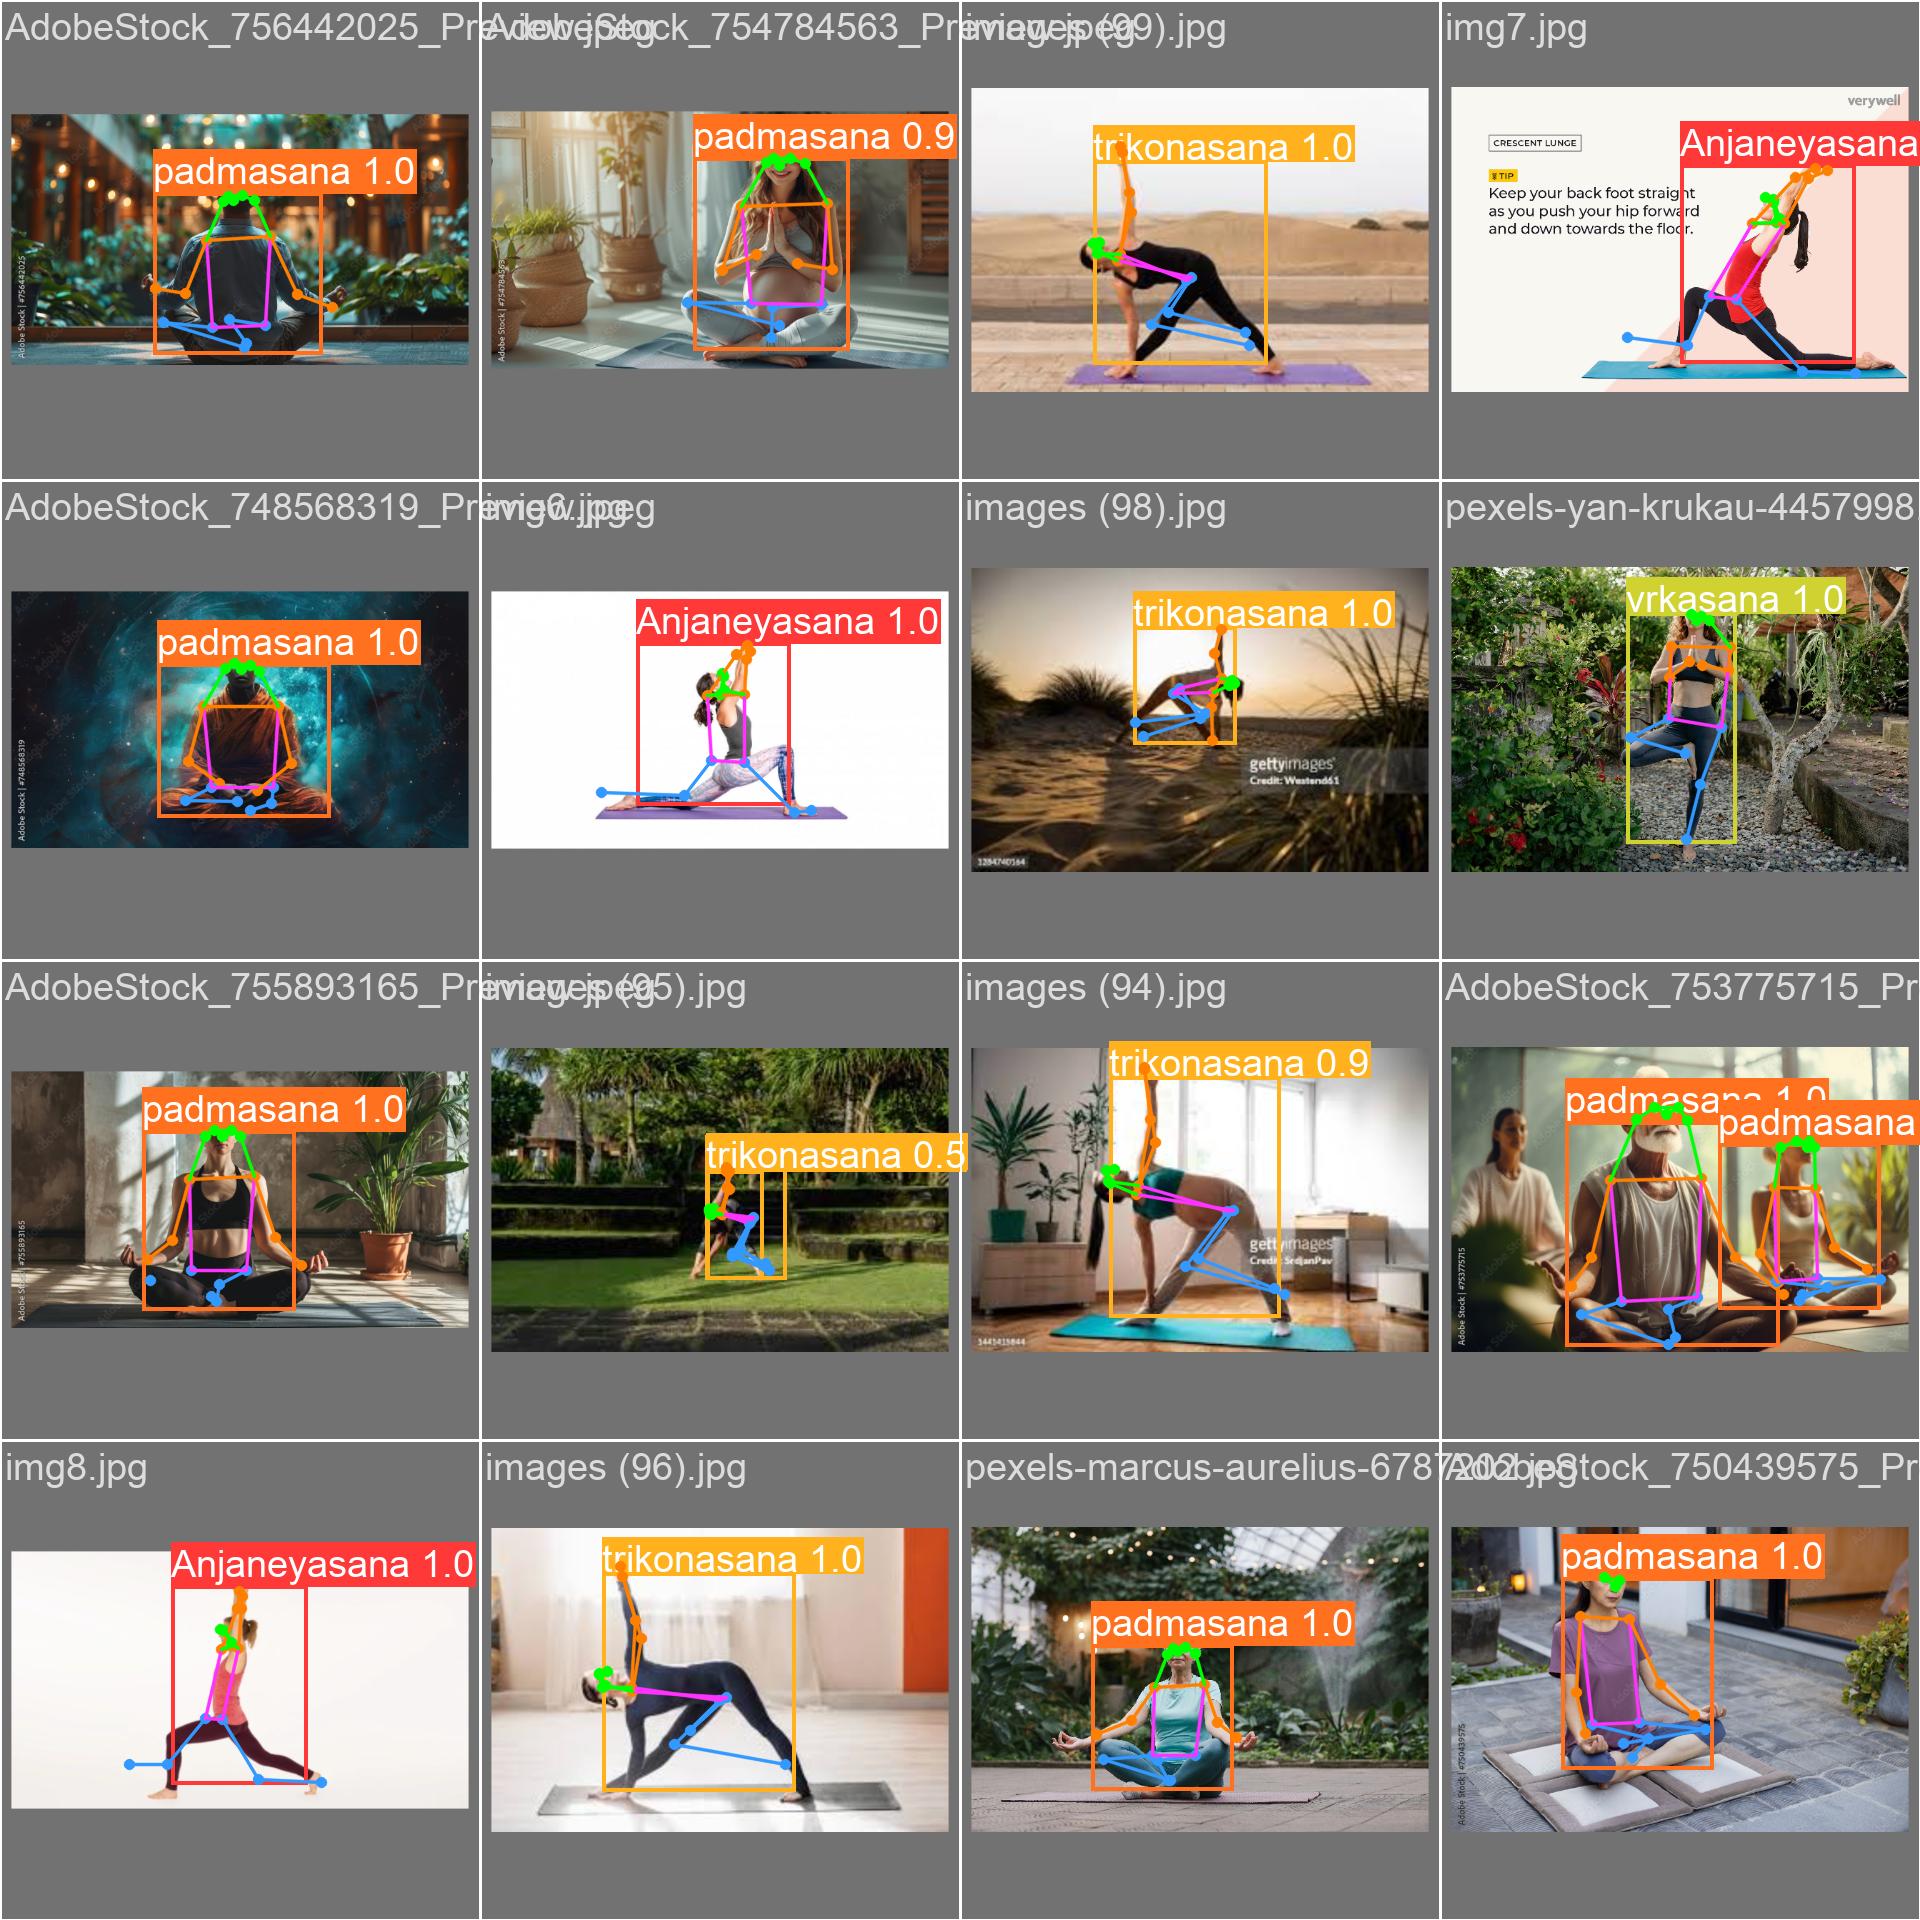 AdobeStock_756442025_Preview.jpeg
AdobeStock_754784563_Preview.jpeg
images (99).jpg
img7.jpg
padmasana 1.0
Adobe Stock | #756442025
padmasana 0.9
Adobe Stock | #754784563
trikonasana 1.0
verywell
Anjaneyasana
CRESCENT LUNGE
TIP
Keep your back foot straight
as you push your hip forward
and down towards the floor.
AdobeStock_748568319_Preview.jpeg
img6.jpg
images (98).jpg
pexels-yan-krukau-4457998
padmasana 1.0
Adobe Stock | #748568319
Anjaneyasana 1.0
trikonasana 1.0
gettyimages
Credit: Westend61
1284740164
vrkasana 1.0
AdobeStock_755893165_Preview.jpeg
images (95).jpg
images (94).jpg
AdobeStock_753775715_Pr
padmasana 1.0
Adobe Stock | #755893165
trikonasana 0.5
trikonasana 0.9
gettyimages
Credit: SrdjanPav
1441415844
padmasana 1.0
padmasana
Adobe Stock | #753775715
img8.jpg
images (96).jpg
pexels-marcus-aurelius-6787202.jpg
AdobeStock_750439575_Pr
Anjaneyasana 1.0
trikonasana 1.0
padmasana 1.0
padmasana 1.0
Adobe Stock | #750439575